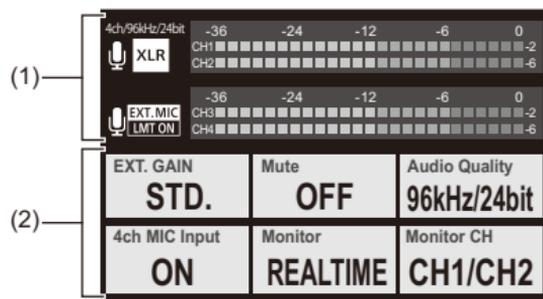 4ch/96kHz/24bit -36 -24 -12 -6 0
CH1 -2
XLR
CH2 -6
-36 -24 -12 -6 0
EXT.MIC CH3 -2
LMT ON CH4 -6
(1)
EXT. GAIN Mute Audio Quality
STD. OFF 96kHz/24bit
(2)
4ch MIC Input Monitor Monitor CH
ON REALTIME CH1/CH2